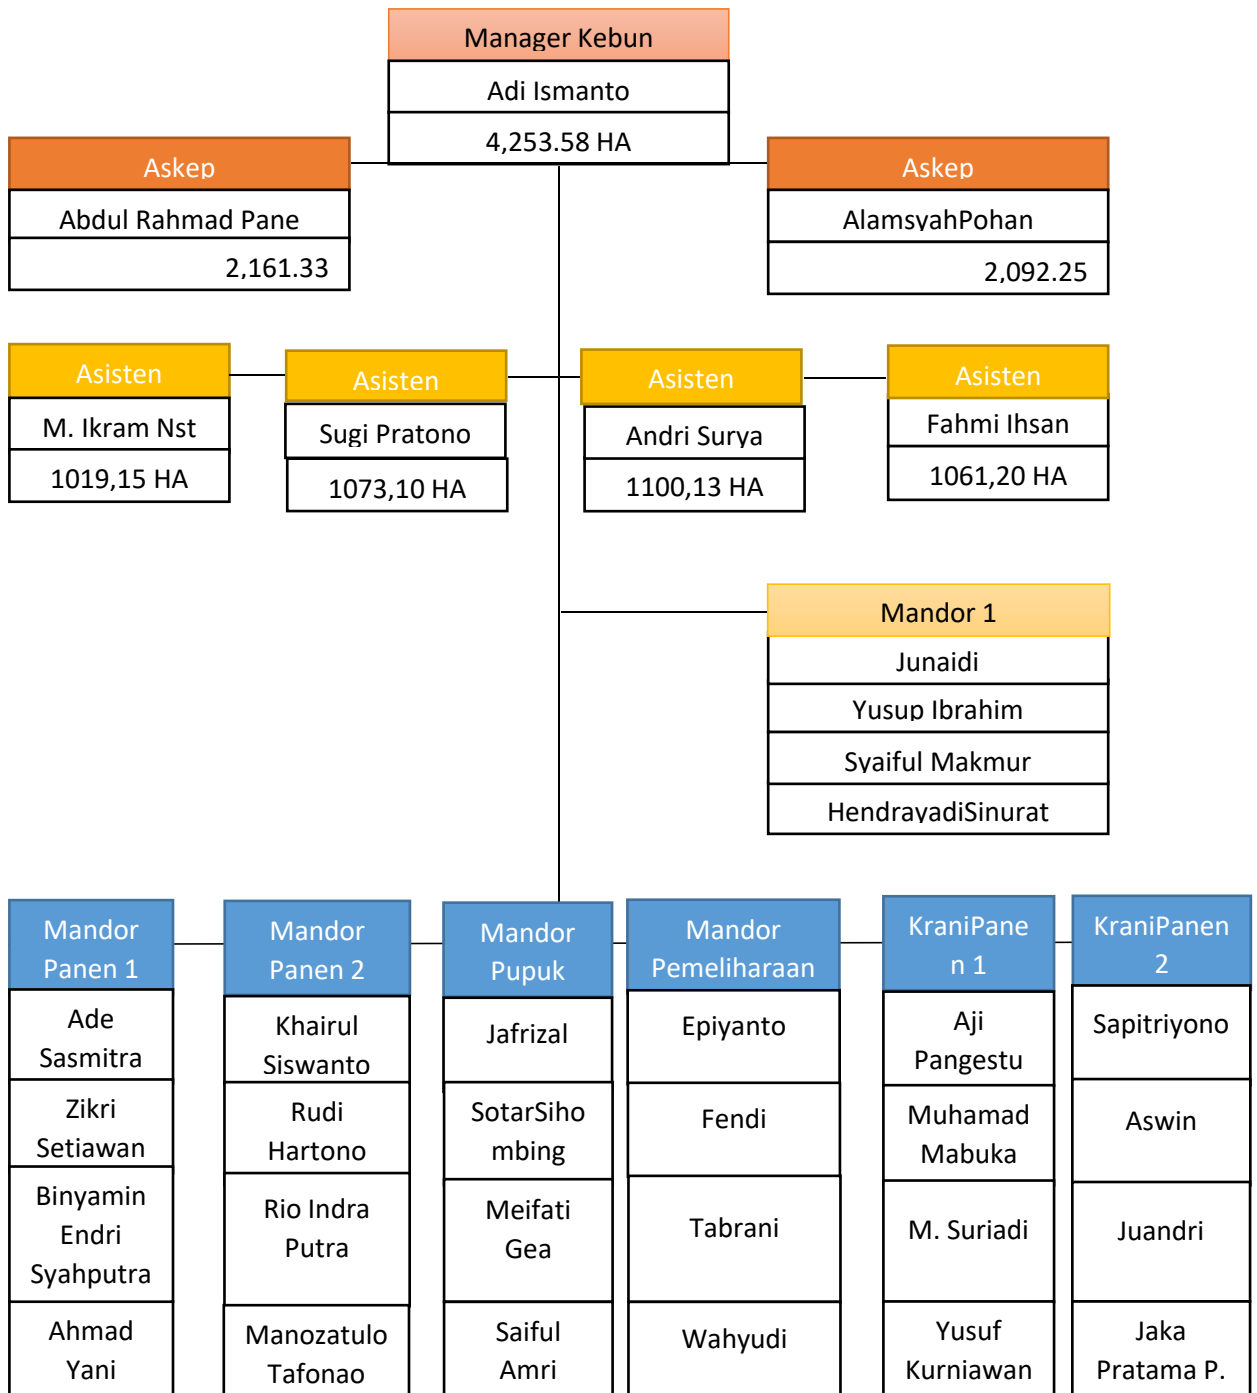 Manager Kebun
Adi Ismanto
4,253.58 HA
Askep
Abdul Rahmad Pane
2,161.33
Askep
AlamsyahPohan
2,092.25
Asisten
M. Ikram Nst
1019,15 HA
Asisten
Sugi Pratono
1073,10 HA
Asisten
Andri Surya
1100,13 HA
Asisten
Fahmi Ihsan
1061,20 HA
Mandor 1
Junaidi
Yusup Ibrahim
Syaiful Makmur
HendrayadiSinurat
Mandor
Panen 1
Ade
Sasmitra
Zikri
Setiawan
Binyamin
Endri
Syahputra
Ahmad
Yani
Mandor
Panen 2
Khairul
Siswanto
Rudi
Hartono
Rio Indra
Putra
Manozatulo
Tafonao
Mandor
Pupuk
Jafrizal
SotarSiho
mbing
Meifati
Gea
Saiful
Amri
Mandor
Pemeliharaan
Epiyanto
Fendi
Tabrani
Wahyudi
KraniPane
n 1
Aji
Pangestu
Muhamad
Mabuka
M. Suriadi
Yusuf
Kurniawan
KraniPanen
2
Sapitriyono
Aswin
Juandri
Jaka
Pratama P.